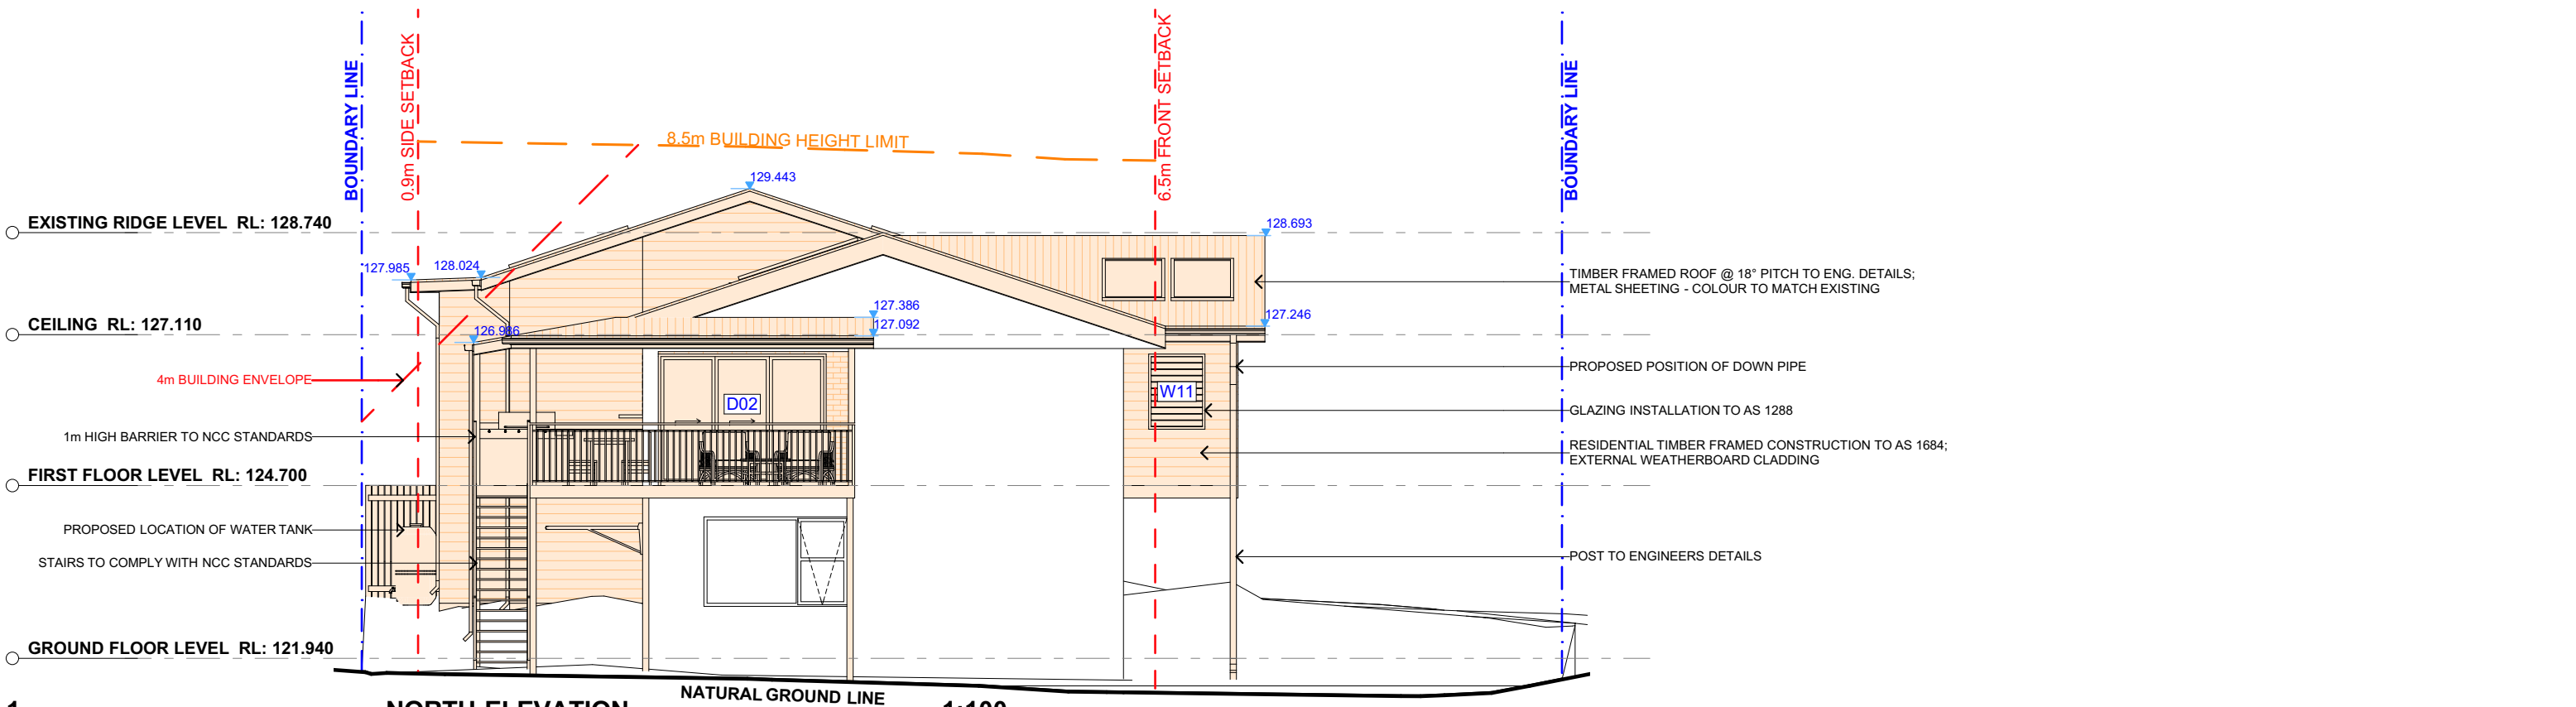 BOUNDARY LINE
0.9m SIDE SETBACK
8.5m BUILDING HEIGHT LIMIT
6.5m FRONT SETBACK
BOUNDARY LINE
129.443
EXISTING RIDGE LEVEL RL: 128.740
128.693
127.985
128.024
TIMBER FRAMED ROOF @ 18° PITCH TO ENG. DETAILS;
METAL SHEETING - COLOUR TO MATCH EXISTING
127.386
127.246
CEILING RL: 127.110
126.986
127.092
PROPOSED POSITION OF DOWN PIPE
4m BUILDING ENVELOPE
W11
D02
GLAZING INSTALLATION TO AS 1288
1m HIGH BARRIER TO NCC STANDARDS
RESIDENTIAL TIMBER FRAMED CONSTRUCTION TO AS 1684;
EXTERNAL WEATHERBOARD CLADDING
FIRST FLOOR LEVEL RL: 124.700
PROPOSED LOCATION OF WATER TANK
POST TO ENGINEERS DETAILS
STAIRS TO COMPLY WITH NCC STANDARDS
GROUND FLOOR LEVEL RL: 121.940
NATURAL GROUND LINE
1 NORTH ELEVATION 1:100